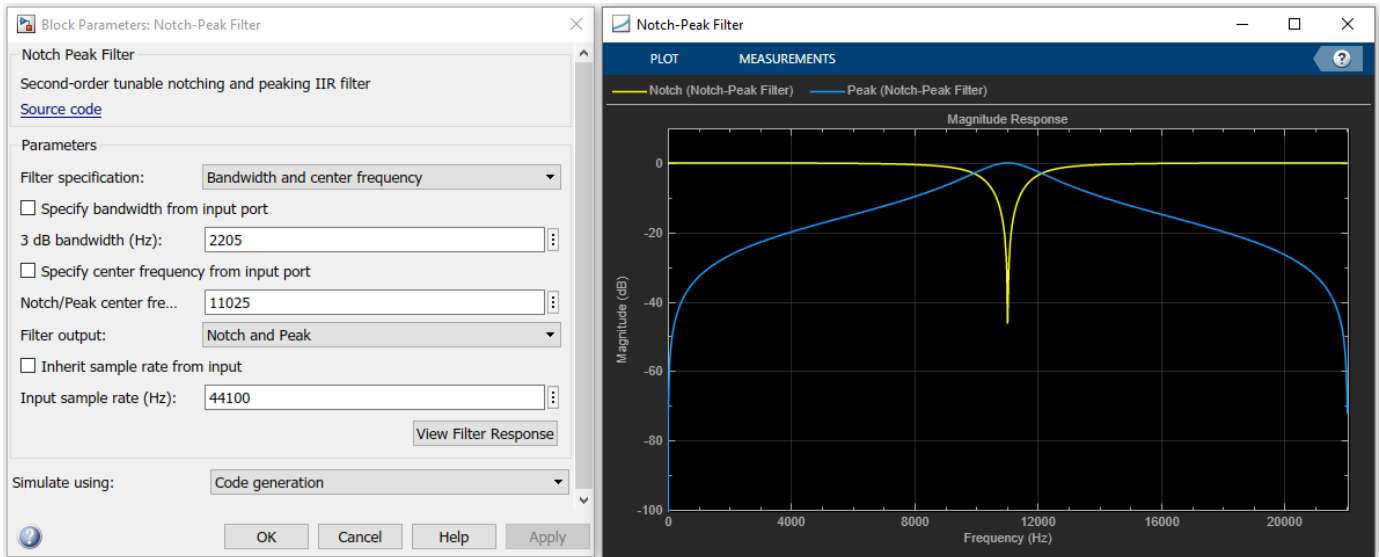 Block Parameters: Notch-Peak Filter
Notch Peak Filter
Second-order tunable notching and peaking IIR filter
Source code
Parameters
Filter specification: Bandwidth and center frequency
Specify bandwidth from input port
3 dB bandwidth (Hz): 2205
Specify center frequency from input port
Notch/Peak center fre... 11025
Filter output: Notch and Peak
Inherit sample rate from input
Input sample rate (Hz): 44100
View Filter Response
Simulate using: Code generation
OK Cancel Help Apply
Notch-Peak Filter
PLOT MEASUREMENTS
Notch (Notch-Peak Filter) Peak (Notch-Peak Filter)
Magnitude Response
0
-20
-40
-60
-80
-100
Magnitude (dB)
0 4000 8000 12000 16000 20000
Frequency (Hz)